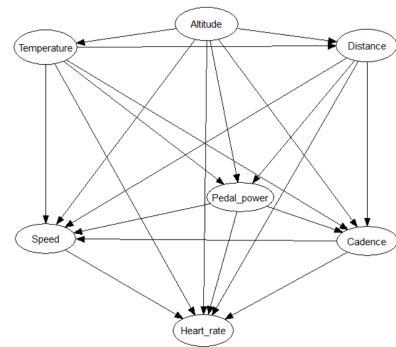 Altitude
Temperature
Distance
Pedal_power
Speed
Cadence
Heart_rate